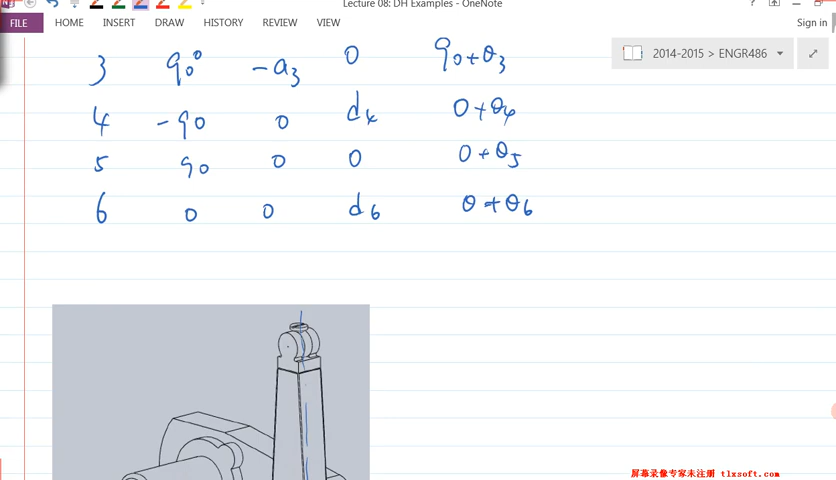 Lecture 08: DH Examples - OneNote
FILE HOME INSERT DRAW HISTORY REVIEW VIEW Sign in
2014-2015 > ENGR486
3 90° -a₃ 0 90+θ₃
4 -90 0 d₄ 0+θ₄
5 90 0 0 0+θ₅
6 0 0 d₆ θ+θ₆
屏幕录像专家未注册 tlxsoft.com